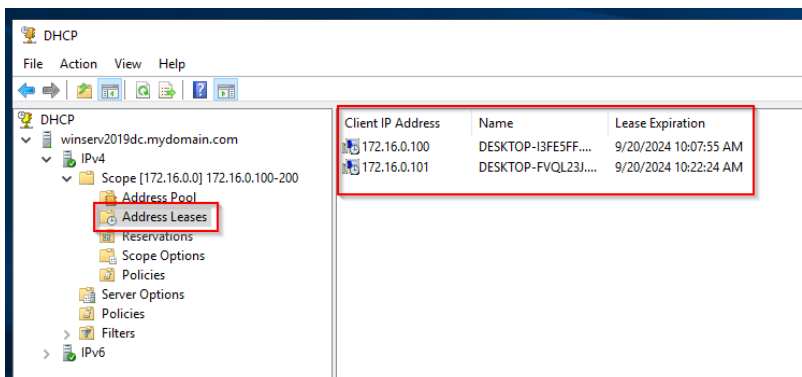 DHCP
File Action View Help
DHCP
winserv2019dc.mydomain.com
IPv4
Scope [172.16.0.0] 172.16.0.100-200
Address Pool
Address Leases
Reservations
Scope Options
Policies
Server Options
Policies
Filters
IPv6
Client IP Address Name Lease Expiration
172.16.0.100 DESKTOP-I3FE5FF.... 9/20/2024 10:07:55 AM
172.16.0.101 DESKTOP-FVQL23J.... 9/20/2024 10:22:24 AM